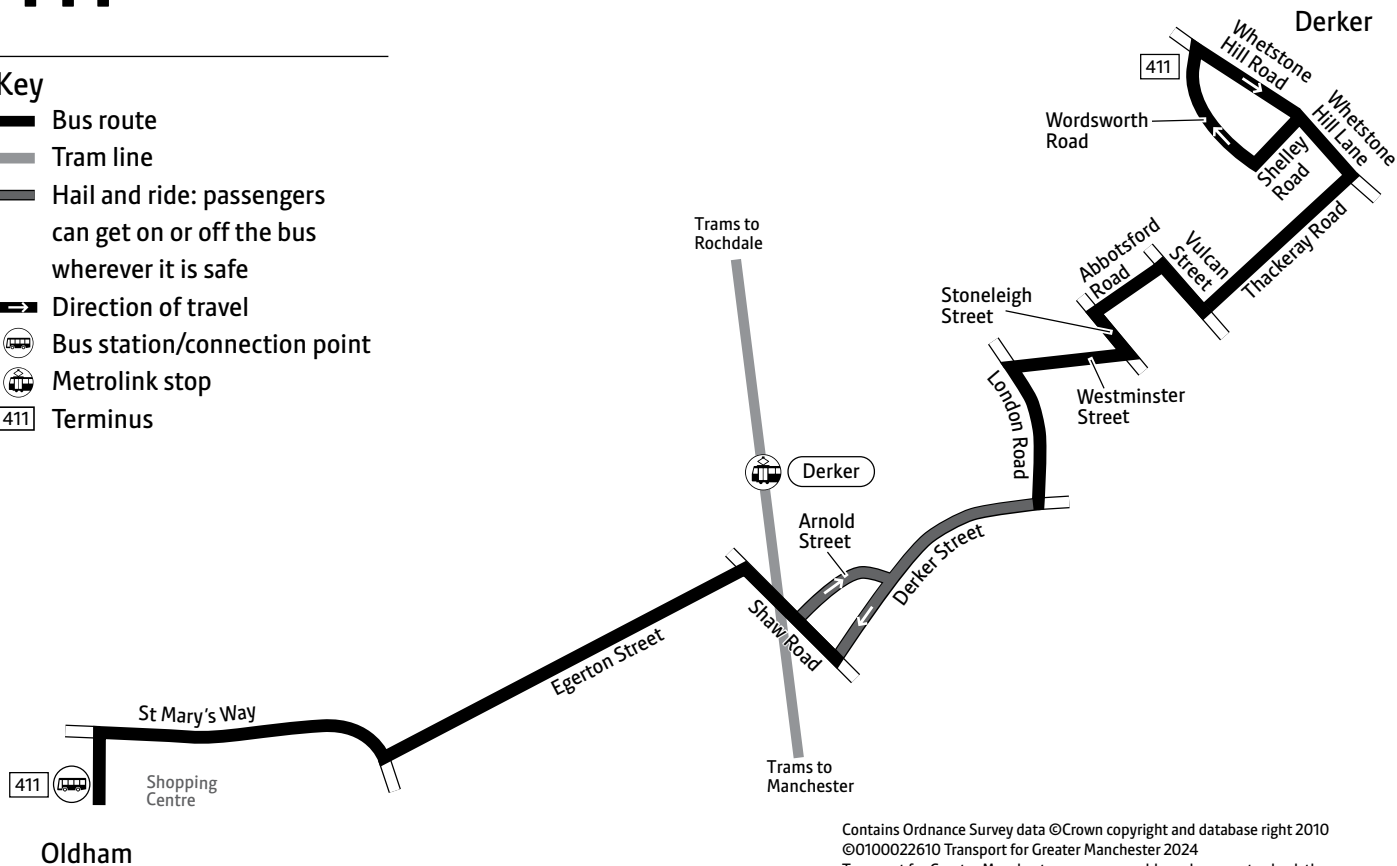 Key
Bus route
Tram line
Hail and ride: passengers
can get on or off the bus
wherever it is safe
Direction of travel
Bus station/connection point
Metrolink stop
411 Terminus
Derker
Whetstone
Hill Road
Whetstone
Hill Lane
411
Wordsworth
Road
Shelley
Road
Thackeray Road
Vulcan
Street
Abbotsford
Road
Stoneleigh
Street
Westminster
Street
London Road
Trams to
Rochdale
Derker
Arnold
Street
Derker Street
Shaw Road
Egerton Street
St Mary's Way
Trams to
Manchester
411
Shopping
Centre
Oldham
Contains Ordnance Survey data ©Crown copyright and database right 2010
©0100022610 Transport for Greater Manchester 2024